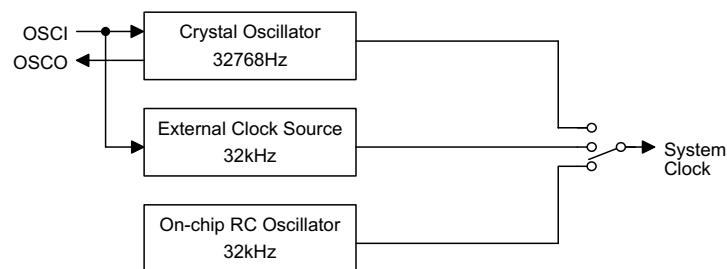 OSCI
OSCO
Crystal Oscillator
32768Hz
External Clock Source
32kHz
On-chip RC Oscillator
32kHz
System
Clock